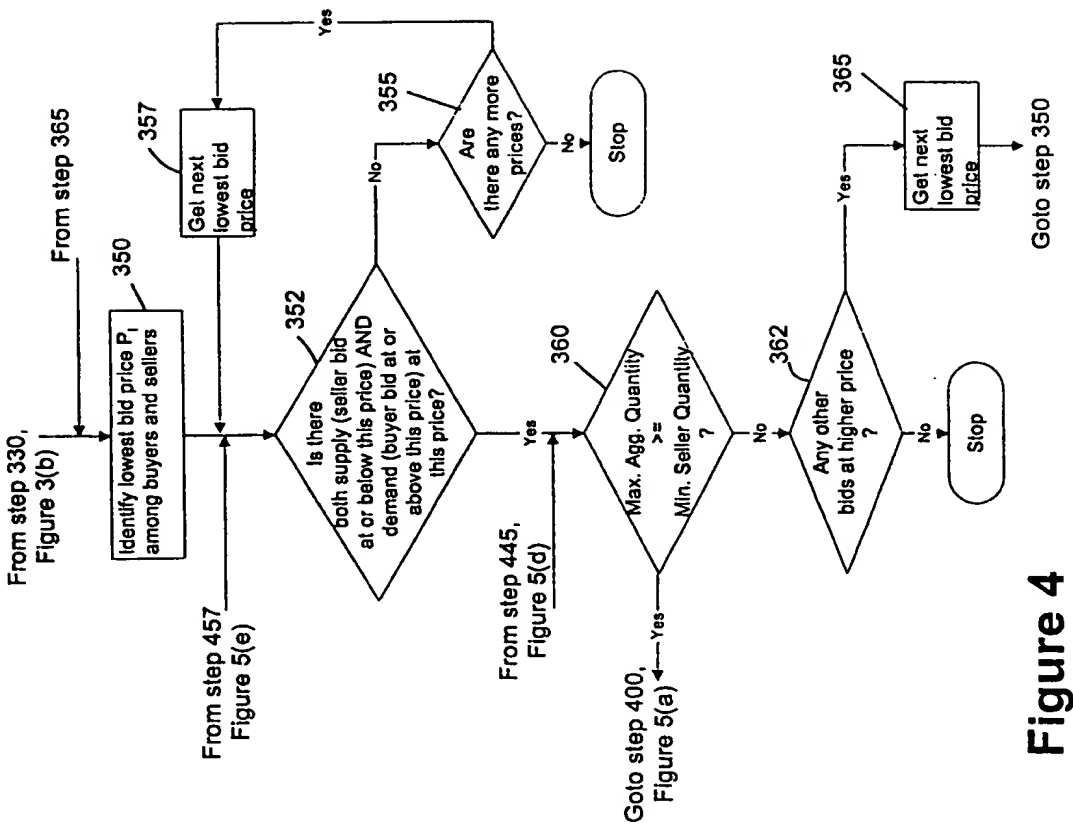 From step 330,
Figure 3(b)
From step 365
350
Identify lowest bid price P_I
among buyers and sellers
357
Get next
lowest bid
price
Yes
From step 457
Figure 5(e)
352
Is there
both supply (seller bid
at or below this price) AND
demand (buyer bid at or
above this price) at
this price?
No
355
Are
there any more
prices?
No
Stop
Yes
From step 445,
Figure 5(d)
360
Max. Agg. Quantity
>=
Min. Seller Quantity
?
Yes
Goto step 400,
Figure 5(a)
No
362
Any other
bids at higher price
?
Yes
365
Get next
lowest bid
price
Goto step 350
No
Stop
Figure 4